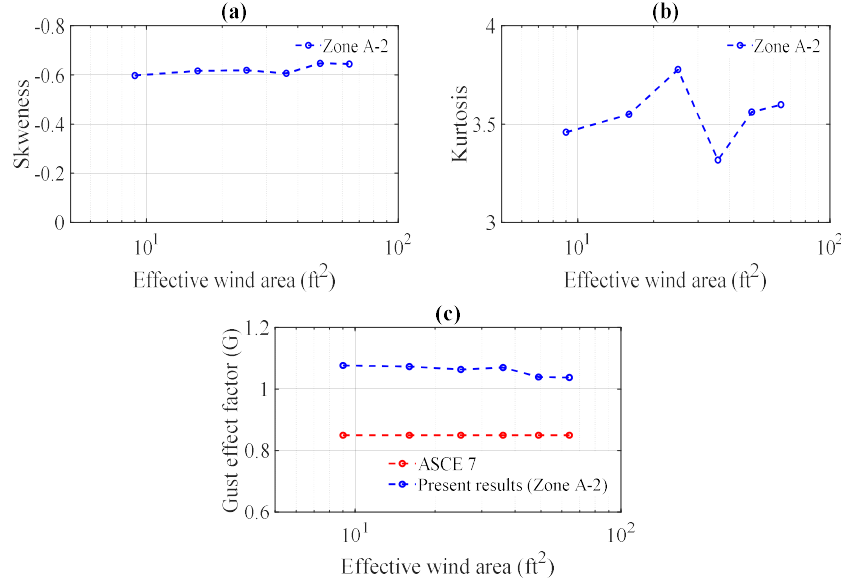 (a)
-0.8
-0.6
-0.4
-0.2
0
Skweness
Zone A-2
10^1
10^2
Effective wind area (ft^2)
(b)
4
3.5
3
Kurtosis
Zone A-2
10^1
10^2
Effective wind area (ft^2)
(c)
1.2
1
0.8
0.6
Gust effect factor (G)
ASCE 7
Present results (Zone A-2)
10^1
10^2
Effective wind area (ft^2)